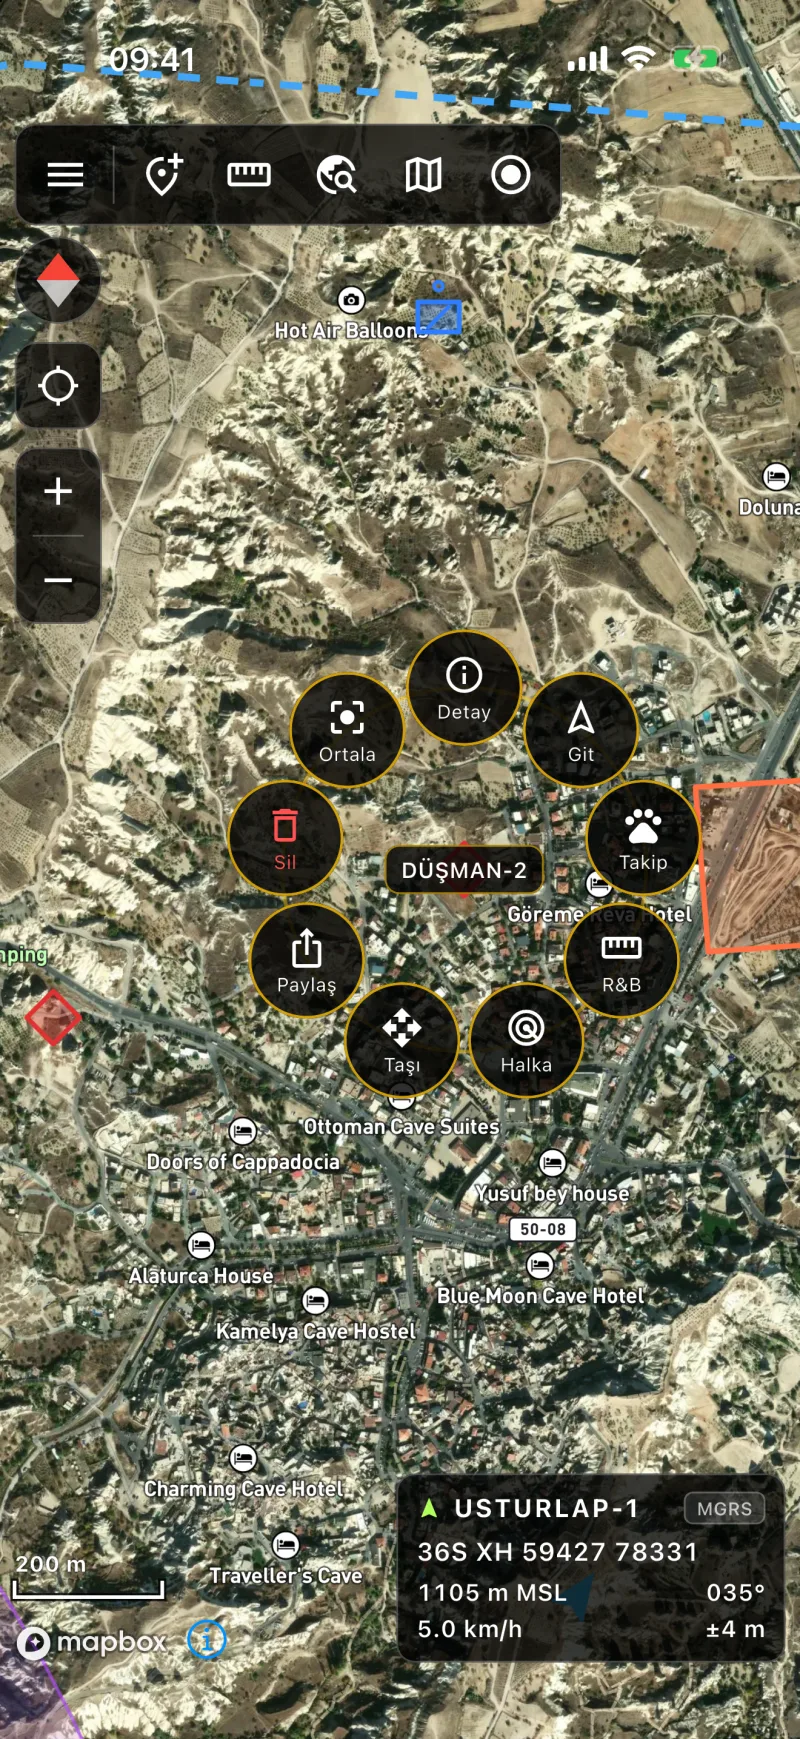 09:41
Hot Air Balloons
Doluna
Detay
Ortala
Git
Sil
Takip
DÜŞMAN-2
Göreme Reva Hotel
mping
Paylaş
R&B
Taşı
Halka
Ottoman Cave Suites
Doors of Cappadocia
Yusuf bey house
50-08
Alaturca House
Blue Moon Cave Hotel
Kamelya Cave Hostel
Charming Cave Hotel
Traveller's Cave
USTURLAP-1
MGRS
36S XH 59427 78331
1105 m MSL
035°
5.0 km/h
±4 m
200 m
mapbox